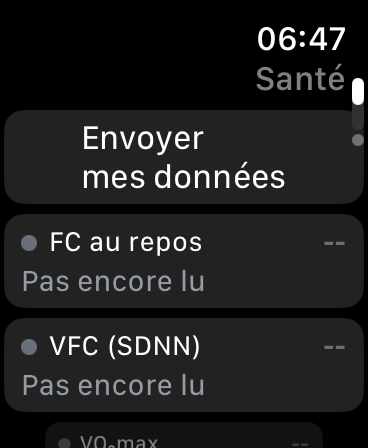 06:47
Santé
Envoyer
mes données
FC au repos --
Pas encore lu
VFC (SDNN) --
Pas encore lu
VO₂max --